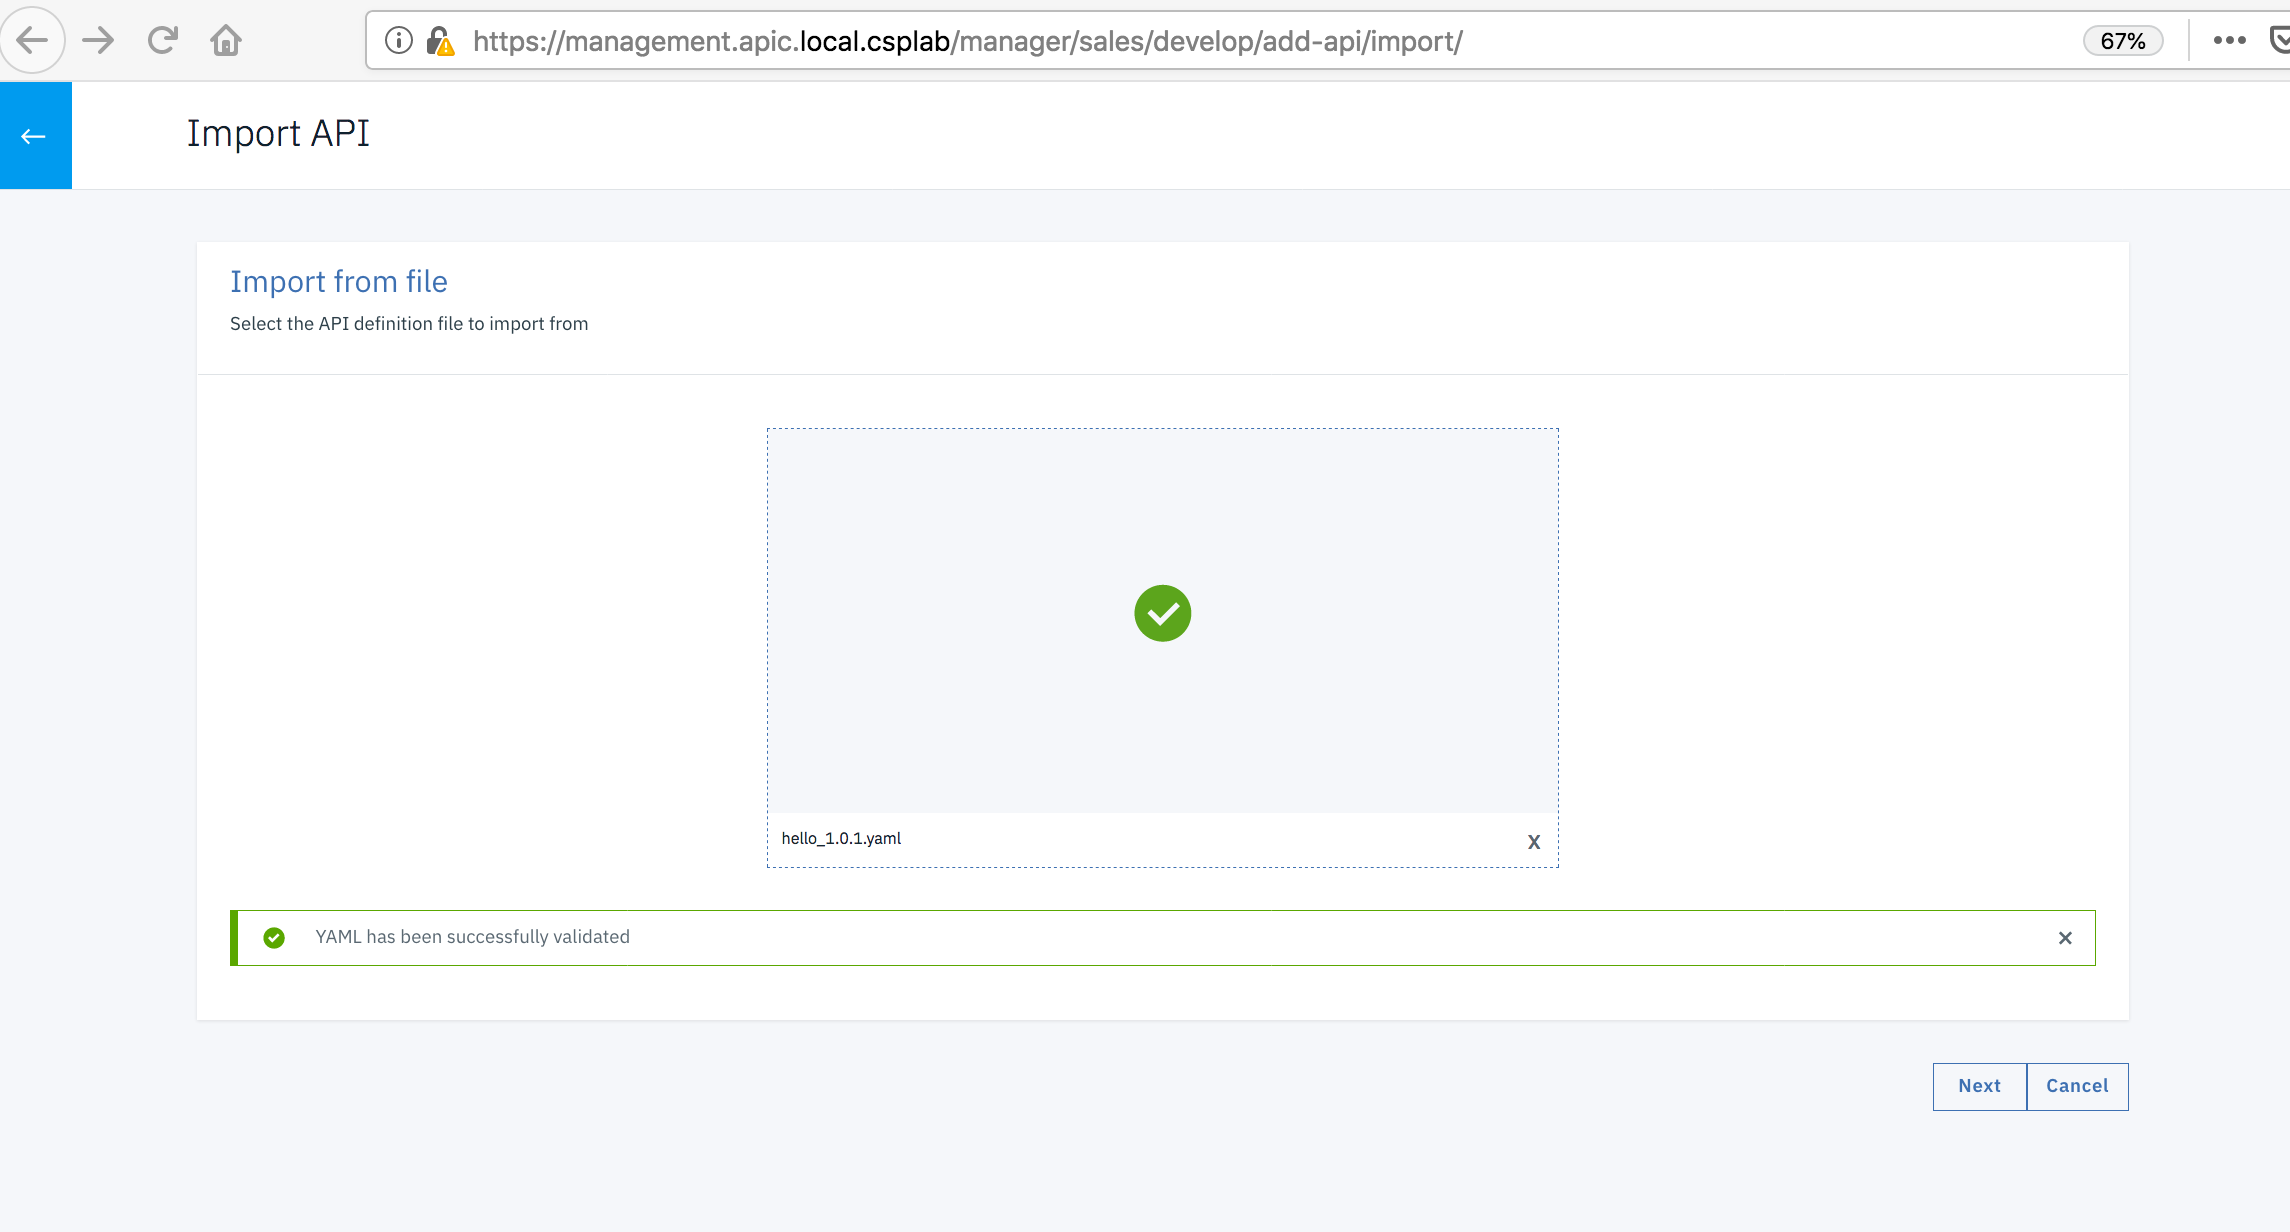 https://management.apic.local.csplab/manager/sales/develop/add-api/import/
67%
Import API
Import from file
Select the API definition file to import from
hello_1.0.1.yaml
X
YAML has been successfully validated
Next
Cancel